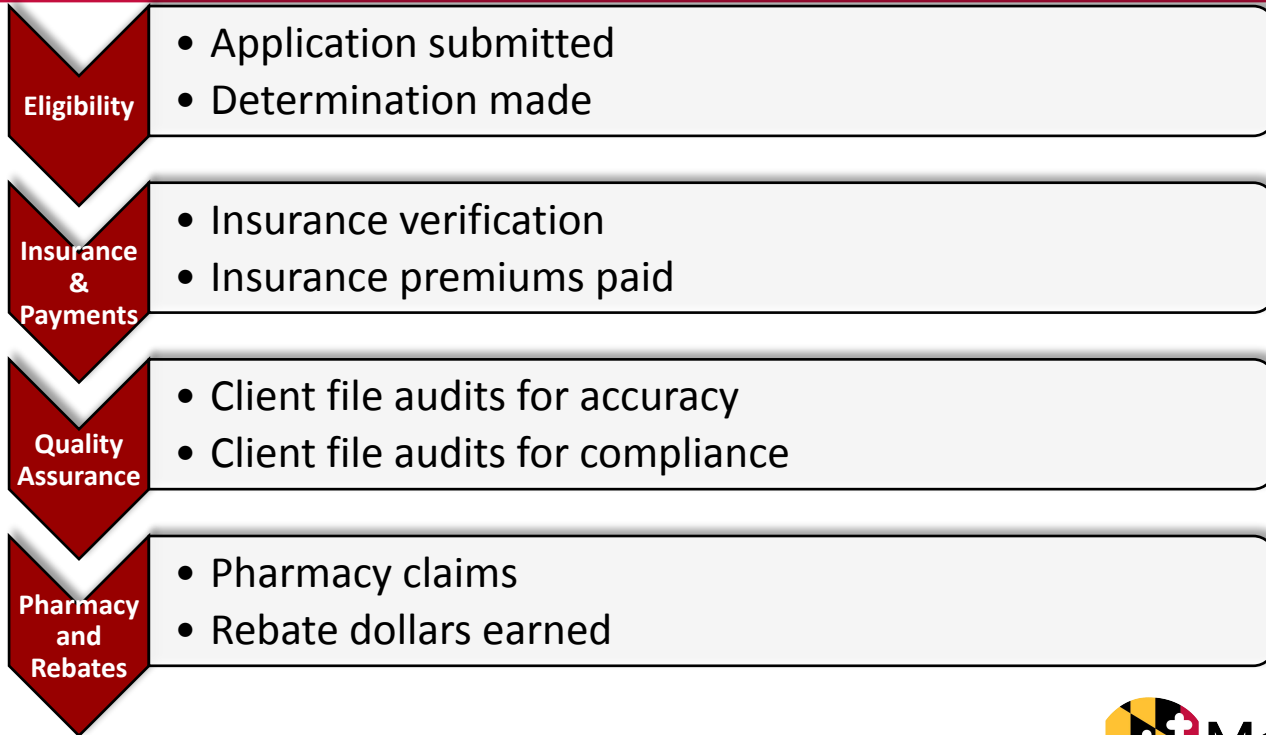 Eligibility
• Application submitted
• Determination made
Insurance
&
Payments
• Insurance verification
• Insurance premiums paid
Quality
Assurance
• Client file audits for accuracy
• Client file audits for compliance
Pharmacy
and
Rebates
• Pharmacy claims
• Rebate dollars earned